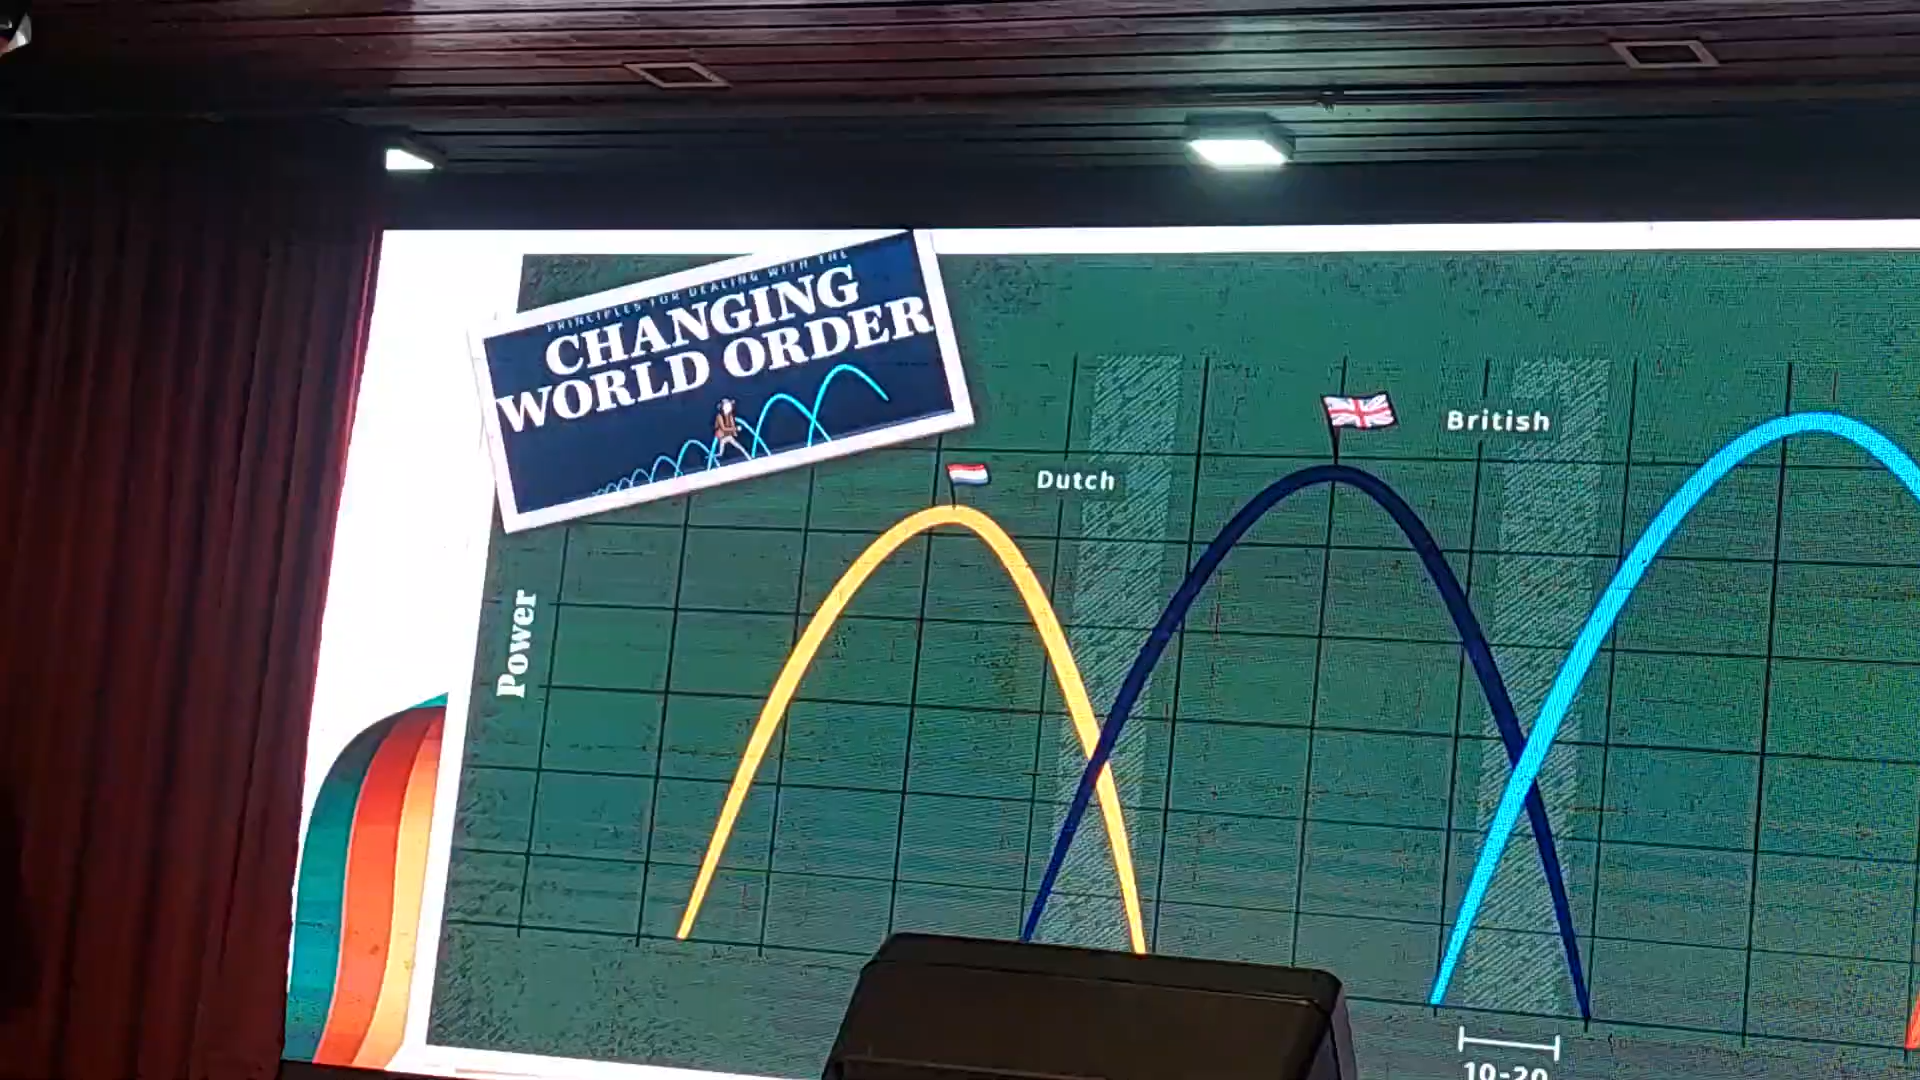 PRINCIPLES FOR DEALING WITH THE
CHANGING
WORLD ORDER
British
Dutch
Power
10-20